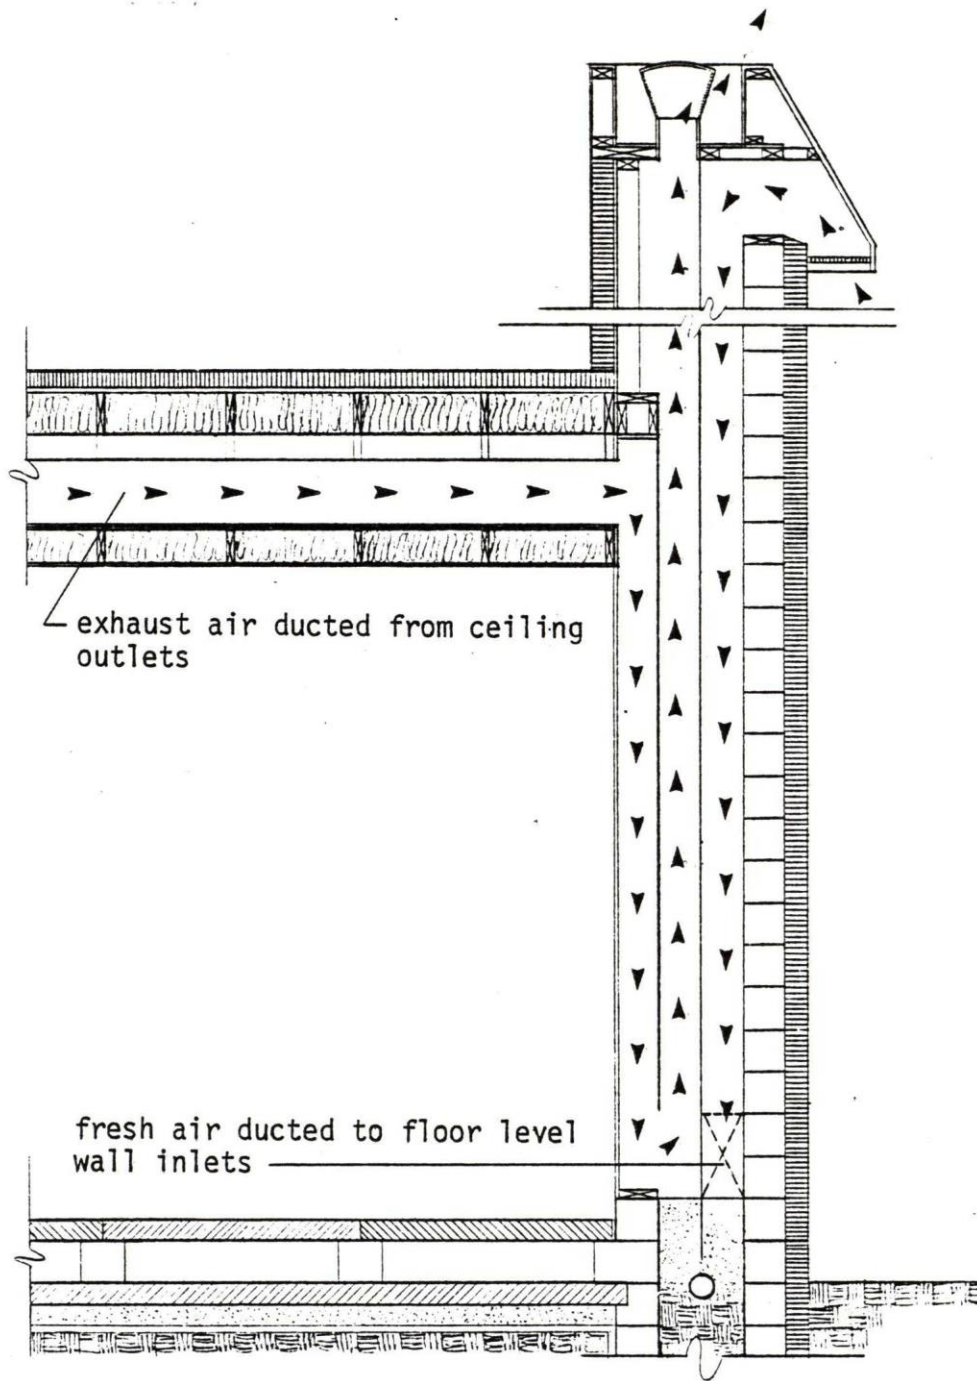 exhaust air ducted from ceiling
outlets
fresh air ducted to floor level
wall inlets